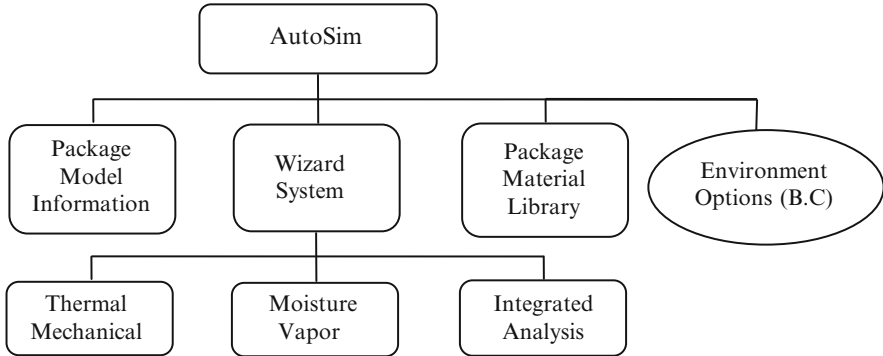 AutoSim
Package
Model
Information
Wizard
System
Package
Material
Library
Environment
Options (B.C)
Thermal
Mechanical
Moisture
Vapor
Integrated
Analysis